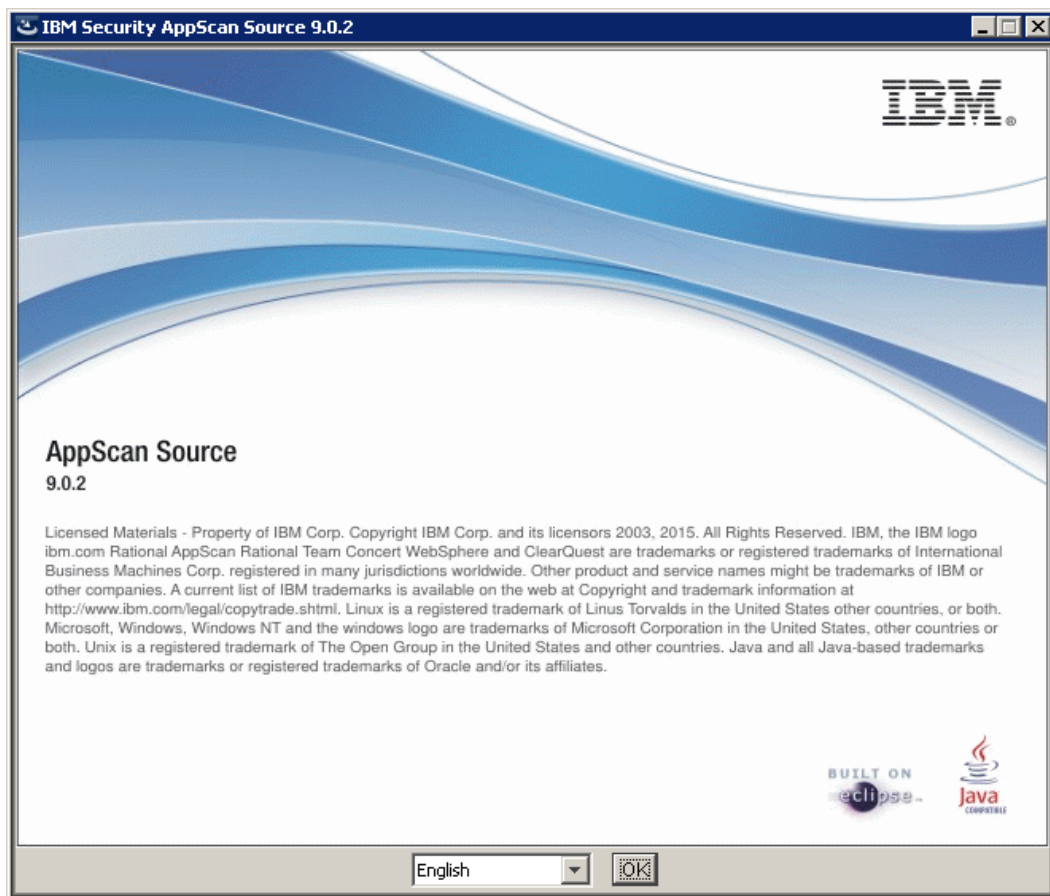 IBM Security AppScan Source 9.0.2
IBM®
AppScan Source
9.0.2
Licensed Materials - Property of IBM Corp. Copyright IBM Corp. and its licensors 2003, 2015. All Rights Reserved. IBM, the IBM logo
ibm.com Rational AppScan Rational Team Concert WebSphere and ClearQuest are trademarks or registered trademarks of International
Business Machines Corp. registered in many jurisdictions worldwide. Other product and service names might be trademarks of IBM or
other companies. A current list of IBM trademarks is available on the web at Copyright and trademark information at
http://www.ibm.com/legal/copytrade.shtml. Linux is a registered trademark of Linus Torvalds in the United States other countries, or both.
Microsoft, Windows, Windows NT and the windows logo are trademarks of Microsoft Corporation in the United States, other countries or
both. Unix is a registered trademark of The Open Group in the United States and other countries. Java and all Java-based trademarks
and logos are trademarks or registered trademarks of Oracle and/or its affiliates.
BUILT ON
eclipse™
Java
COMPATIBLE
English
OK